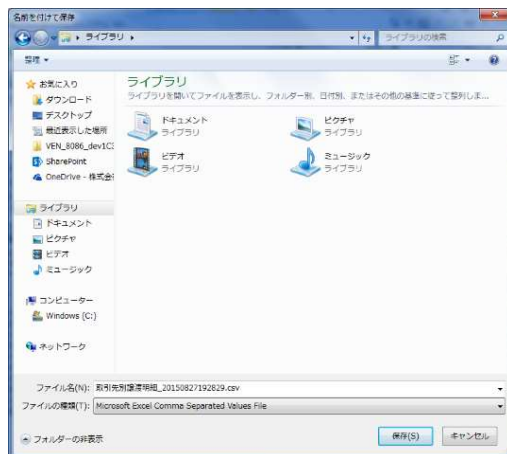 名前を付けて保存
ライブラリ
ライブラリの検索
整理
お気に入り
ダウンロード
デスクトップ
最近表示した場所
VEN_8086_dev1C3
SharePoint
OneDrive - 株式会
ライブラリ
ドキュメント
ピクチャ
ビデオ
ミュージック
コンピューター
Windows (C:)
ネットワーク
ライブラリ
ライブラリを開いてファイルを表示し、フォルダー別、日付別、またはその他の基準に従って整列しま...
ドキュメント
ライブラリ
ピクチャ
ライブラリ
ビデオ
ライブラリ
ミュージック
ライブラリ
ファイル名(N): 取引先別譲渡明細_20150827192829.csv
ファイルの種類(T): Microsoft Excel Comma Separated Values File
フォルダーの非表示
保存(S)
キャンセル